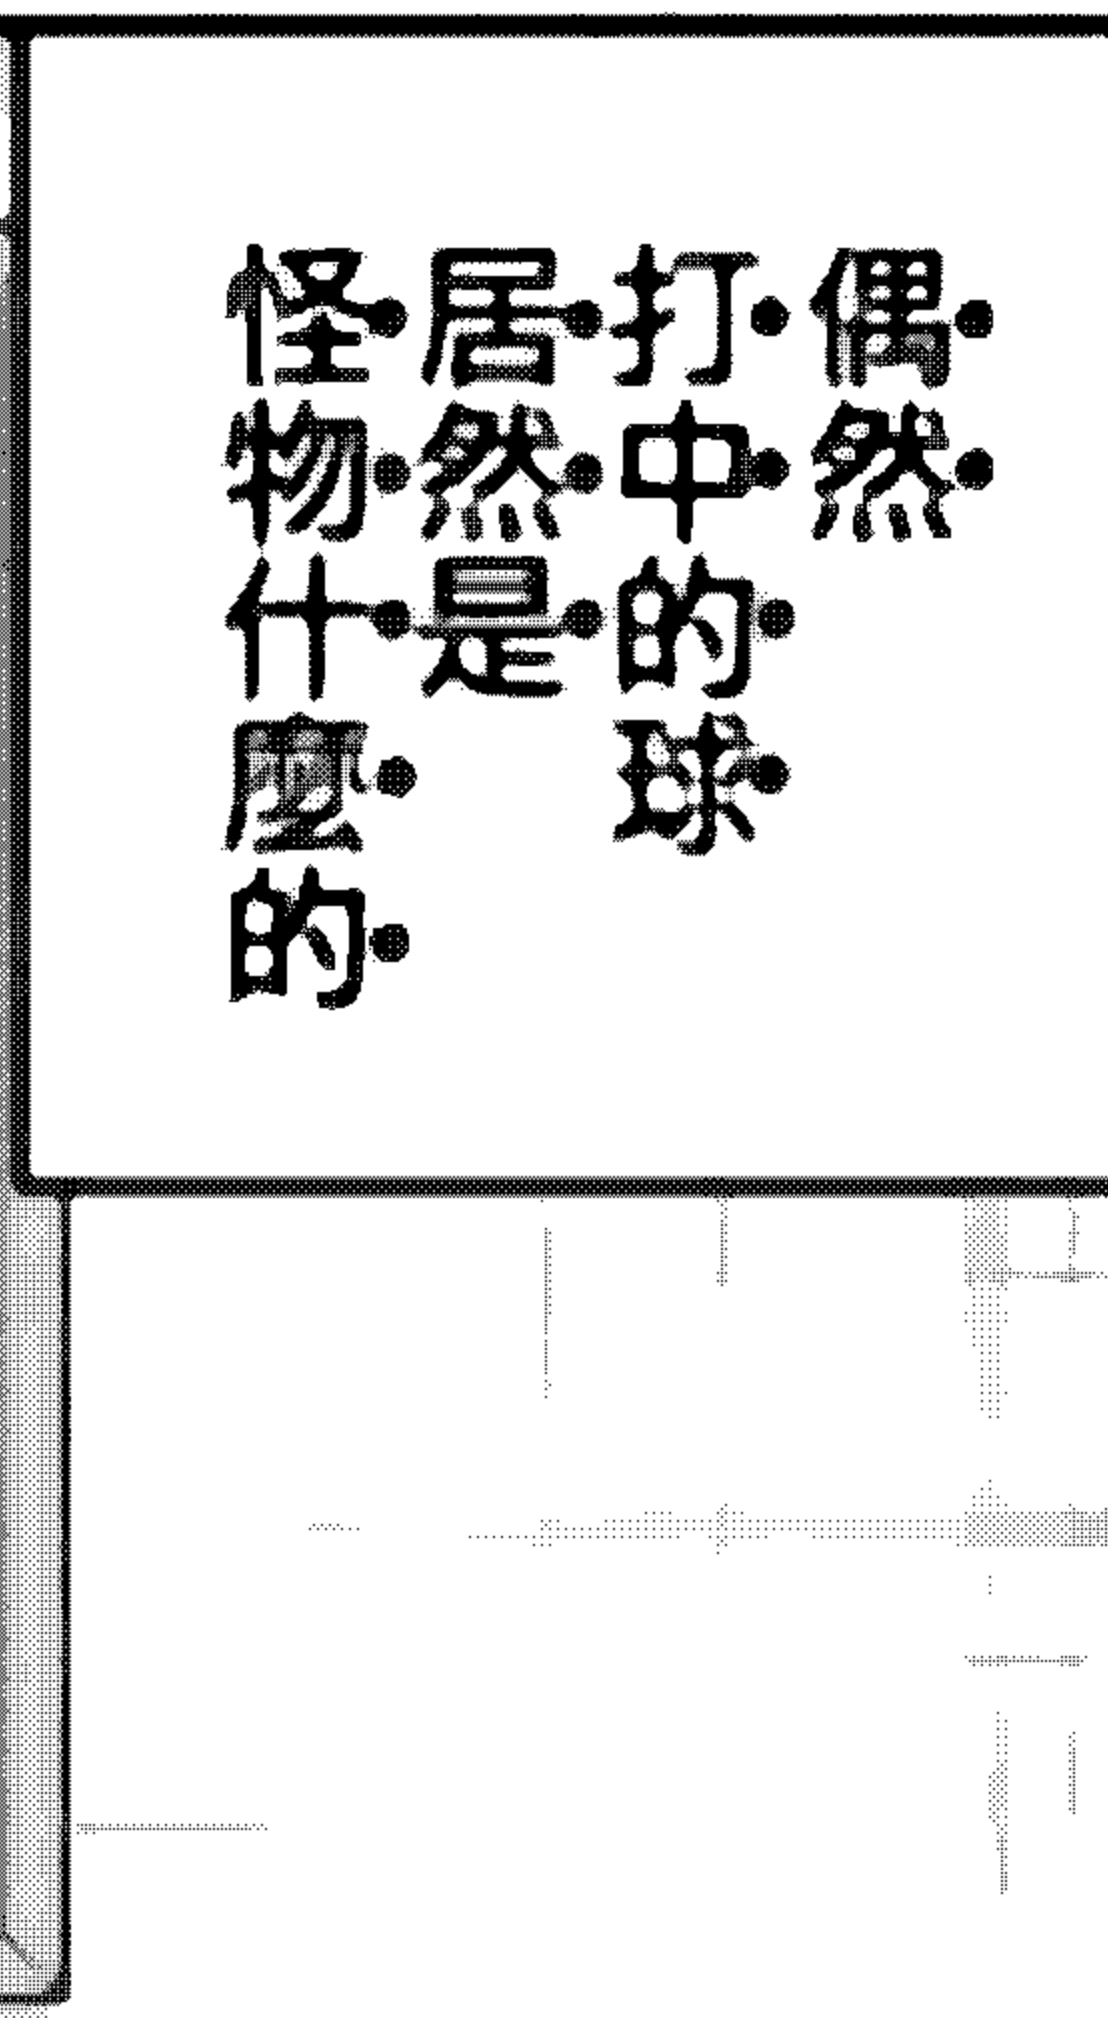 偶然
打中的球
居然是
怪物什麼的